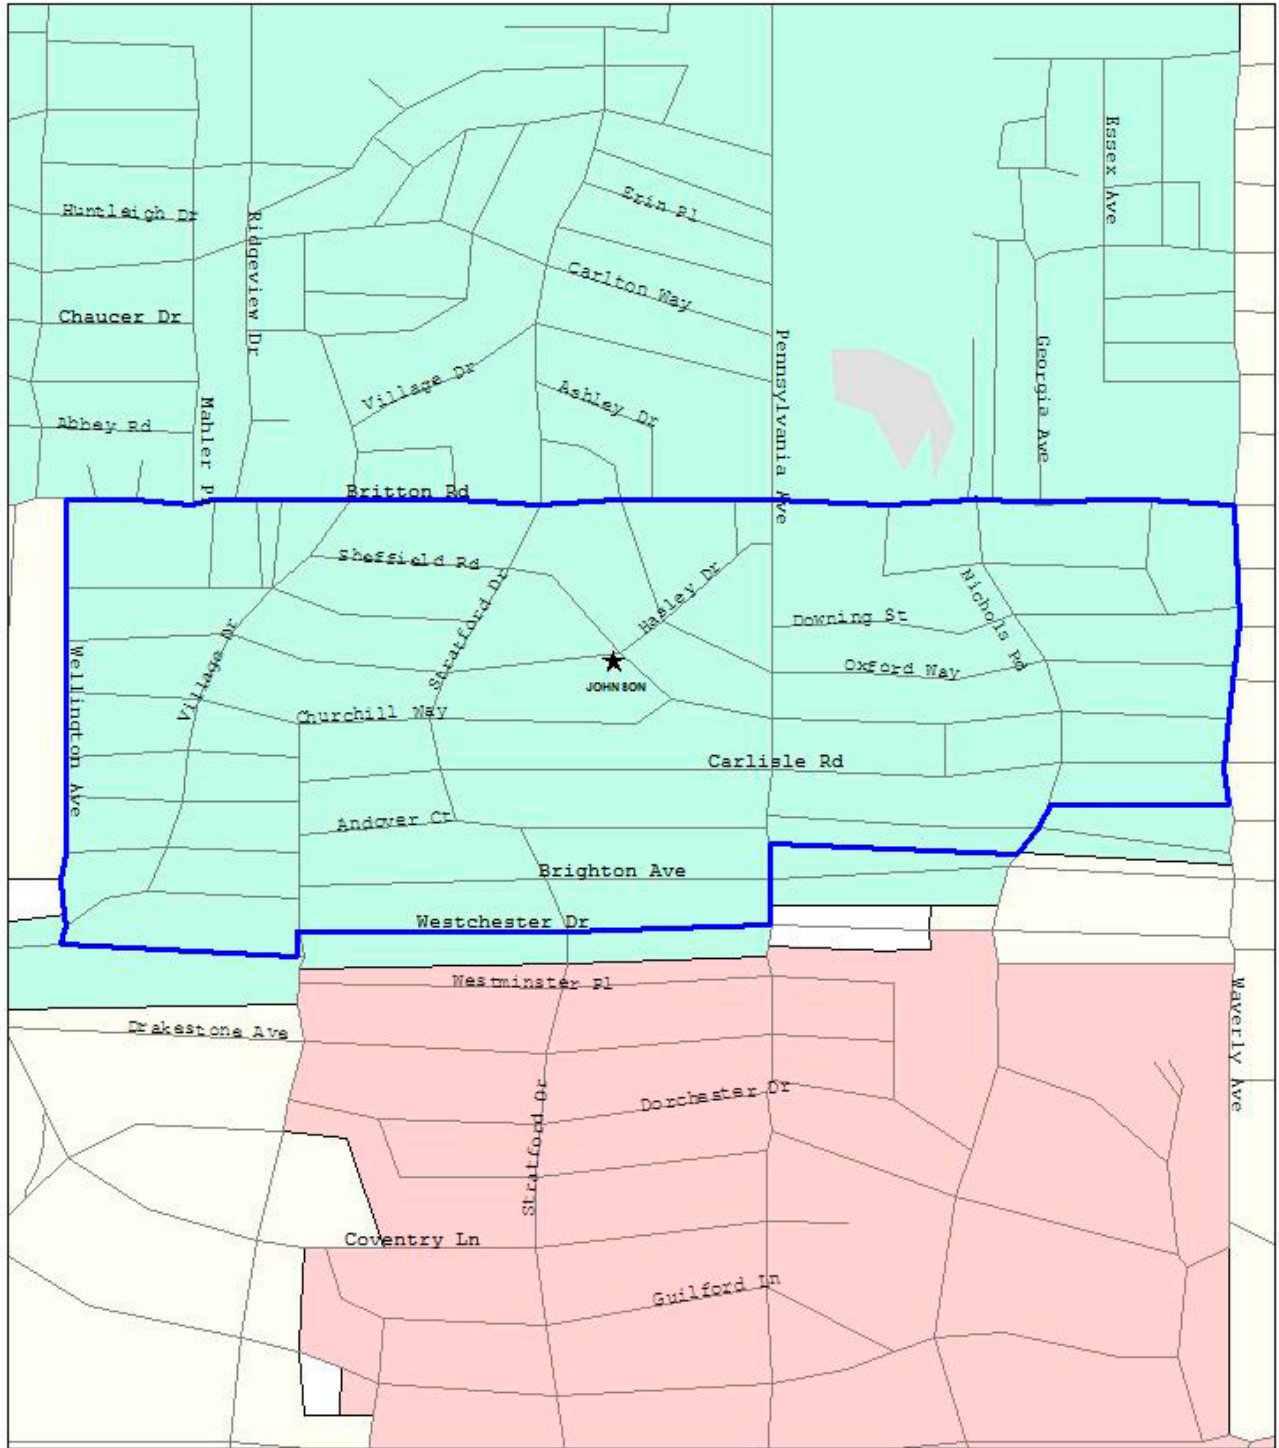 Essex Ave
Erin Pl
Huntleigh Dr
Ridgeview Dr
Carlton Way
Chaucer Dr
Pennsylvania Ave
Georgia Ave
Village Dr
Ashley Dr
Abbey Rd
Mahler Pl
Britton Rd
Sheffield Rd
Hasley Dr
Nichols Rd
Stratford Dr
Downing St
Village Dr
Oxford Way
JOHNSON
Wellington Ave
Churchill Way
Carlisle Rd
Andover Ct
Brighton Ave
Westchester Dr
Westminster Pl
Drakestone Ave
Waverly Ave
Dorchester Dr
Stratford Dr
Coventry Ln
Guilford Ln